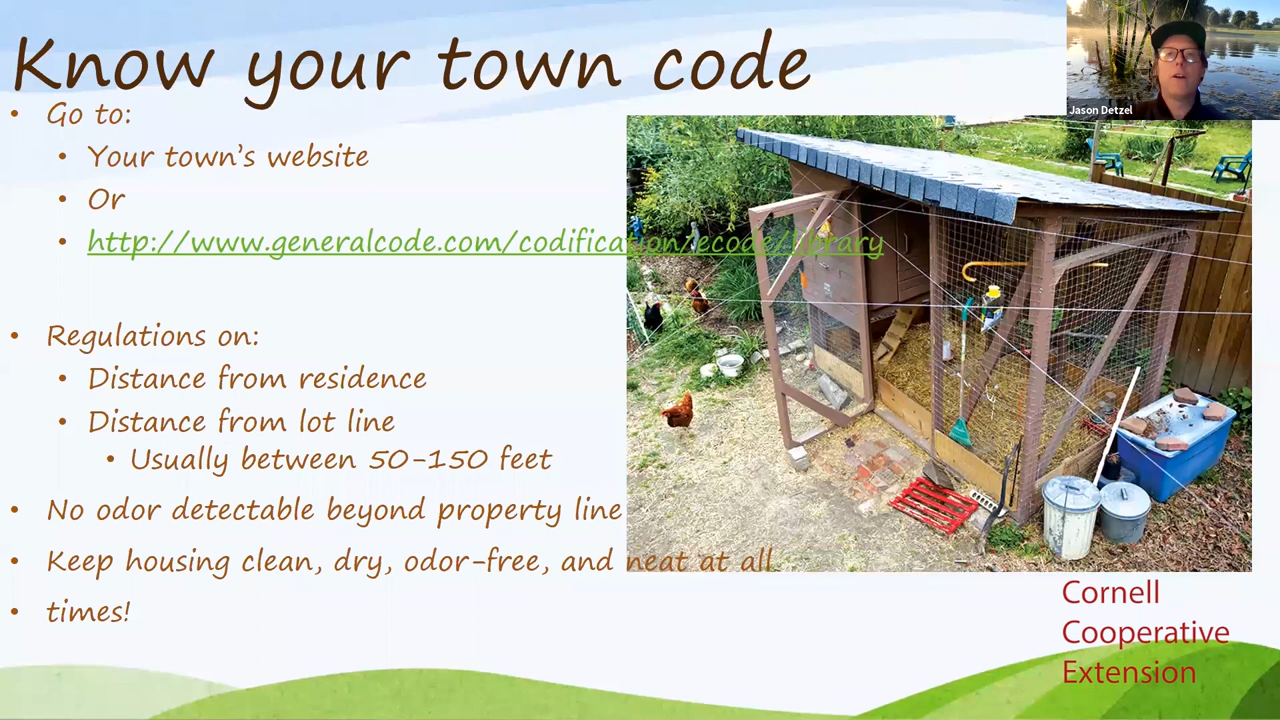 Know your town code
Jason Detzel
• Go to:
• Your town's website
• Or
• http://www.generalcode.com/codification/ecode/library
• Regulations on:
• Distance from residence
• Distance from lot line
• Usually between 50-150 feet
• No odor detectable beyond property line
• Keep housing clean, dry, odor-free, and neat at all
• times!
Cornell
Cooperative
Extension